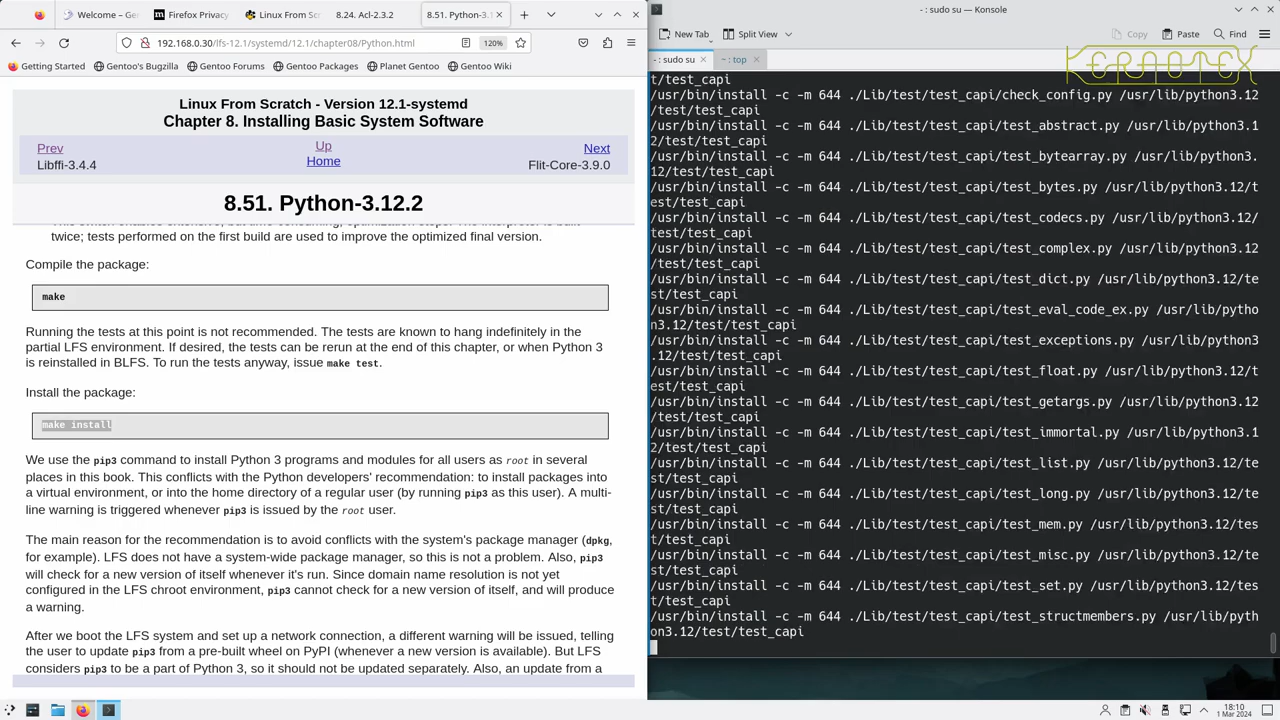 Welcome – Ge
Firefox Privacy
Linux From Scr
8.24. Acl-2.3.2
8.51. Python-3.1
192.168.0.30/lfs-12.1/systemd/12.1/chapter08/Python.html
120%
Getting Started
Gentoo's Bugzilla
Gentoo Forums
Gentoo Packages
Planet Gentoo
Gentoo Wiki
Linux From Scratch - Version 12.1-systemd
Chapter 8. Installing Basic System Software
Prev
Up
Next
Libffi-3.4.4
Home
Flit-Core-3.9.0
8.51. Python-3.12.2
twice; tests performed on the first build are used to improve the optimized final version.
Compile the package:
make
Running the tests at this point is not recommended. The tests are known to hang indefinitely in the
partial LFS environment. If desired, the tests can be rerun at the end of this chapter, or when Python 3
is reinstalled in BLFS. To run the tests anyway, issue make test.
Install the package:
make install
We use the pip3 command to install Python 3 programs and modules for all users as root in several
places in this book. This conflicts with the Python developers' recommendation: to install packages into
a virtual environment, or into the home directory of a regular user (by running pip3 as this user). A multi-
line warning is triggered whenever pip3 is issued by the root user.
The main reason for the recommendation is to avoid conflicts with the system's package manager (dpkg,
for example). LFS does not have a system-wide package manager, so this is not a problem. Also, pip3
will check for a new version of itself whenever it's run. Since domain name resolution is not yet
configured in the LFS chroot environment, pip3 cannot check for a new version of itself, and will produce
a warning.
After we boot the LFS system and set up a network connection, a different warning will be issued, telling
the user to update pip3 from a pre-built wheel on PyPI (whenever a new version is available). But LFS
considers pip3 to be a part of Python 3, so it should not be updated separately. Also, an update from a
- : sudo su — Konsole
New Tab
Split View
Copy
Paste
Find
- : sudo su
~ : top
t/test_capi
/usr/bin/install -c -m 644 ./Lib/test/test_capi/check_config.py /usr/lib/python3.12
/test/test_capi
/usr/bin/install -c -m 644 ./Lib/test/test_capi/test_abstract.py /usr/lib/python3.1
2/test/test_capi
/usr/bin/install -c -m 644 ./Lib/test/test_capi/test_bytearray.py /usr/lib/python3.
12/test/test_capi
/usr/bin/install -c -m 644 ./Lib/test/test_capi/test_bytes.py /usr/lib/python3.12/t
est/test_capi
/usr/bin/install -c -m 644 ./Lib/test/test_capi/test_codecs.py /usr/lib/python3.12/
test/test_capi
/usr/bin/install -c -m 644 ./Lib/test/test_capi/test_complex.py /usr/lib/python3.12
/test/test_capi
/usr/bin/install -c -m 644 ./Lib/test/test_capi/test_dict.py /usr/lib/python3.12/te
st/test_capi
/usr/bin/install -c -m 644 ./Lib/test/test_capi/test_eval_code_ex.py /usr/lib/pytho
n3.12/test/test_capi
/usr/bin/install -c -m 644 ./Lib/test/test_capi/test_exceptions.py /usr/lib/python3
.12/test/test_capi
/usr/bin/install -c -m 644 ./Lib/test/test_capi/test_float.py /usr/lib/python3.12/t
est/test_capi
/usr/bin/install -c -m 644 ./Lib/test/test_capi/test_getargs.py /usr/lib/python3.12
/test/test_capi
/usr/bin/install -c -m 644 ./Lib/test/test_capi/test_immortal.py /usr/lib/python3.1
2/test/test_capi
/usr/bin/install -c -m 644 ./Lib/test/test_capi/test_list.py /usr/lib/python3.12/te
st/test_capi
/usr/bin/install -c -m 644 ./Lib/test/test_capi/test_long.py /usr/lib/python3.12/te
st/test_capi
/usr/bin/install -c -m 644 ./Lib/test/test_capi/test_mem.py /usr/lib/python3.12/tes
t/test_capi
/usr/bin/install -c -m 644 ./Lib/test/test_capi/test_misc.py /usr/lib/python3.12/te
st/test_capi
/usr/bin/install -c -m 644 ./Lib/test/test_capi/test_set.py /usr/lib/python3.12/tes
t/test_capi
/usr/bin/install -c -m 644 ./Lib/test/test_capi/test_structmembers.py /usr/lib/pyth
on3.12/test/test_capi
18:10
1 Mar 2024